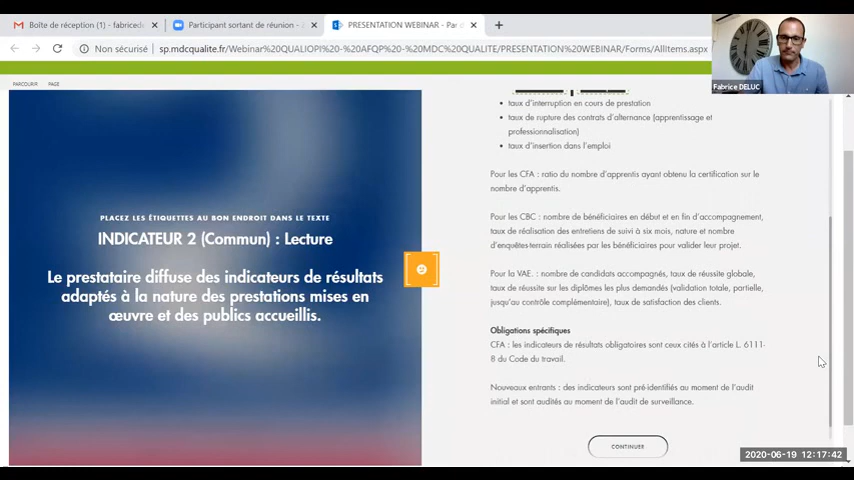 Boîte de réception (1) - fabricede
Participant sortant de réunion -
PRESENTATION WEBINAR - Par d
Non sécurisé
sp.mdcqualite.fr/Webinar%20QUALIOPI%20-%20AFQP%20-%20MDC%20QUALITE/PRESENTATION%20WEBINAR/Forms/AllItems.aspx
Fabrice DELUC
PARCOURIR
PAGE
PLACEZ LES ÉTIQUETTES AU BON ENDROIT DANS LE TEXTE
INDICATEUR 2 (Commun) : Lecture
Le prestataire diffuse des indicateurs de résultats
adaptés à la nature des prestations mises en
œuvre et des publics accueillis.
• taux d'interruption en cours de prestation
• taux de rupture des contrats d'alternance (apprentissage et
professionnalisation)
• taux d'insertion dans l'emploi
Pour les CFA : ratio du nombre d'apprentis ayant obtenu la certification sur le
nombre d'apprentis.
Pour les CBC : nombre de bénéficiaires en début et en fin d'accompagnement,
taux de réalisation des entretiens de suivi à six mois, nature et nombre
d'enquêtes-terrain réalisées par les bénéficiaires pour valider leur projet.
Pour la VAE. : nombre de candidats accompagnés, taux de réussite globale,
taux de réussite sur les diplômes les plus demandés (validation totale, partielle,
jusqu'au contrôle complémentaire), taux de satisfaction des clients.
Obligations spécifiques
CFA : les indicateurs de résultats obligatoires sont ceux cités à l'article L. 6111-
8 du Code du travail.
Nouveaux entrants : des indicateurs sont pré-identifiés au moment de l'audit
initial et sont audités au moment de l'audit de surveillance.
CONTINUER
2020-06-19 12:17:42